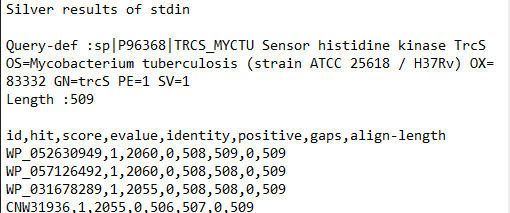 Silver results of stdin
Query-def :sp|P96368|TRCS_MYCTU Sensor histidine kinase TrcS
OS=Mycobacterium tuberculosis (strain ATCC 25618 / H37Rv) OX=
83332 GN=trcS PE=1 SV=1
Length :509
id,hit,score,evalue,identity,positive,gaps,align-length
WP_052630949,1,2060,0,508,509,0,509
WP_057126492,1,2060,0,508,508,0,509
WP_031678289,1,2055,0,508,508,0,509
CNW31936,1,2055,0,506,507,0,509